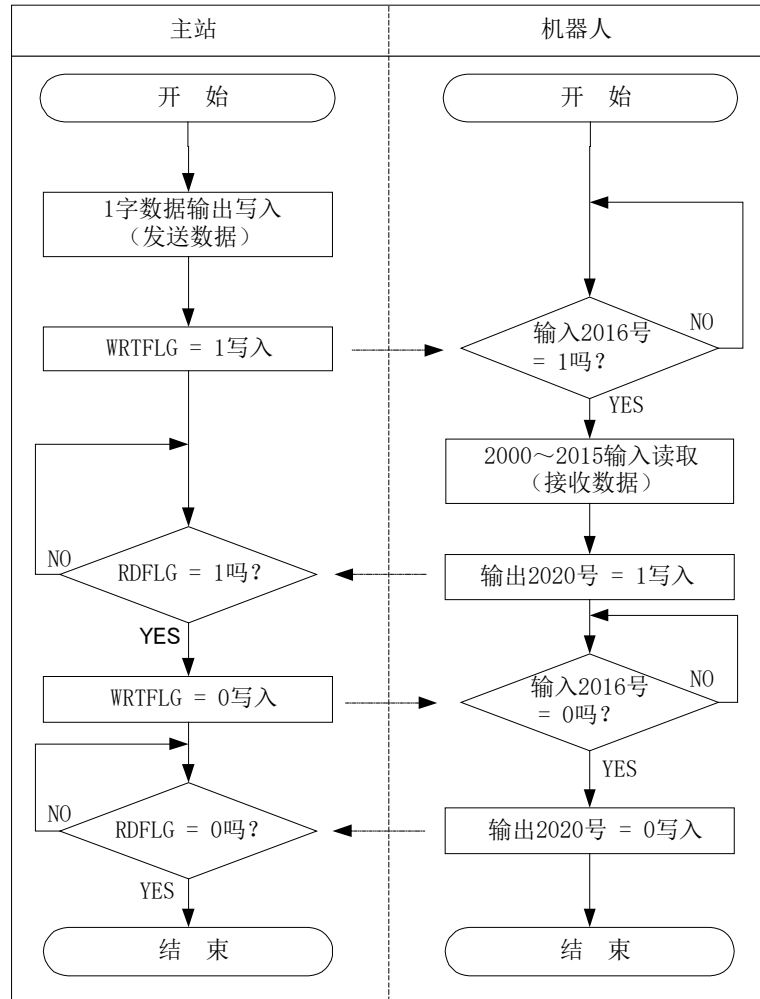 主站
机器人
开 始
开 始
1字数据输出写入
（发送数据）
WRTFLG = 1写入
输入2016号
= 1吗?
NO
YES
2000～2015输入读取
（接收数据）
RDFLG = 1吗?
NO
YES
输出2020号 = 1写入
WRTFLG = 0写入
输入2016号
= 0吗?
NO
YES
RDFLG = 0吗?
NO
YES
输出2020号 = 0写入
结 束
结 束